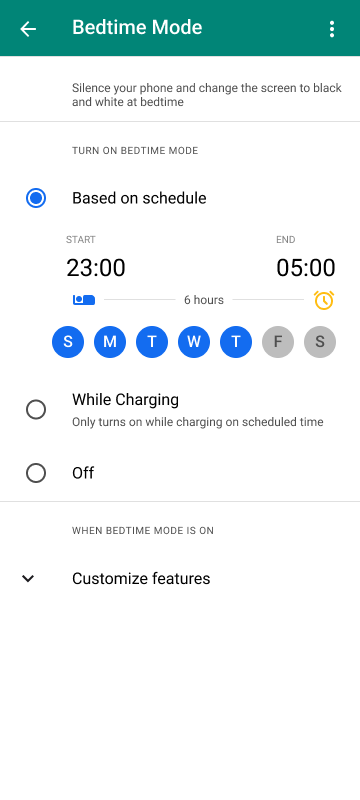 Bedtime Mode
Silence your phone and change the screen to black
and white at bedtime
TURN ON BEDTIME MODE
Based on schedule
START END
23:00 05:00
6 hours
S M T W T F S
While Charging
Only turns on while charging on scheduled time
Off
WHEN BEDTIME MODE IS ON
Customize features